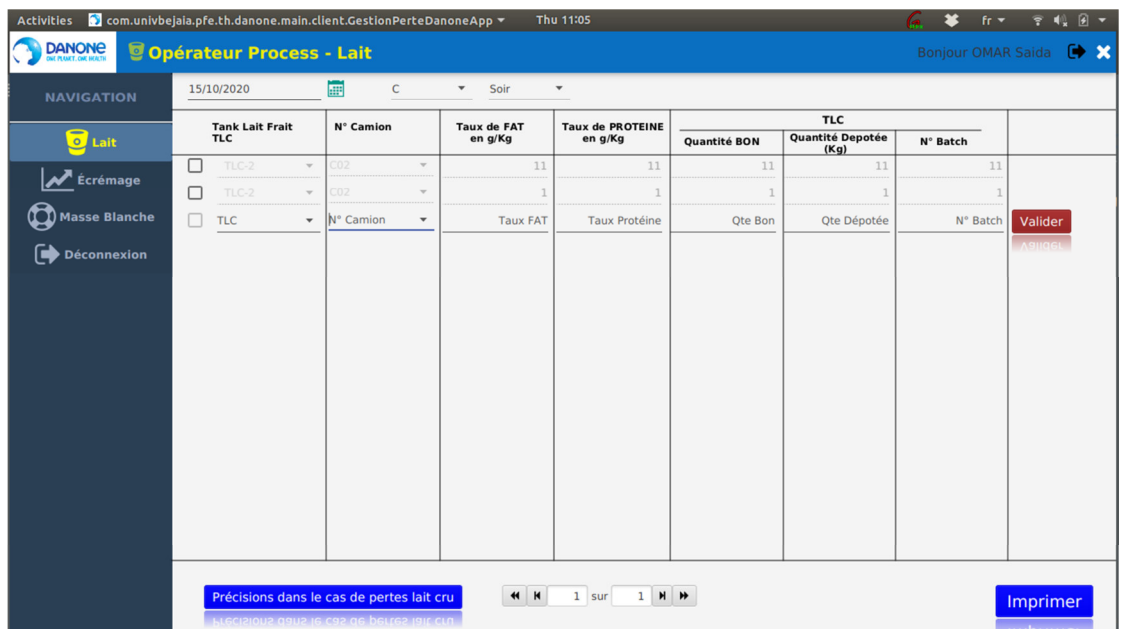 Activities com.univbejaia.pfe.th.danone.main.client.GestionPerteDanoneApp Thu 11:05 fr
DANONE
ONE PLANET. ONE HEALTH
Opérateur Process - Lait
Bonjour OMAR Saida
NAVIGATION
Lait
Écrémage
Masse Blanche
Déconnexion
15/10/2020 C Soir
Tank Lait Frait
TLC
N° Camion
Taux de FAT
en g/Kg
Taux de PROTEINE
en g/Kg
TLC
Quantité BON
Quantité Depotée
(Kg)
N° Batch
TLC-2 C02 11 11 11 11 11
TLC-2 C02 1 1 1 1 1
TLC N° Camion Taux FAT Taux Protéine Qte Bon Qte Dépotée N° Batch Valider
Précisions dans le cas de pertes lait cru
1 sur 1
Imprimer